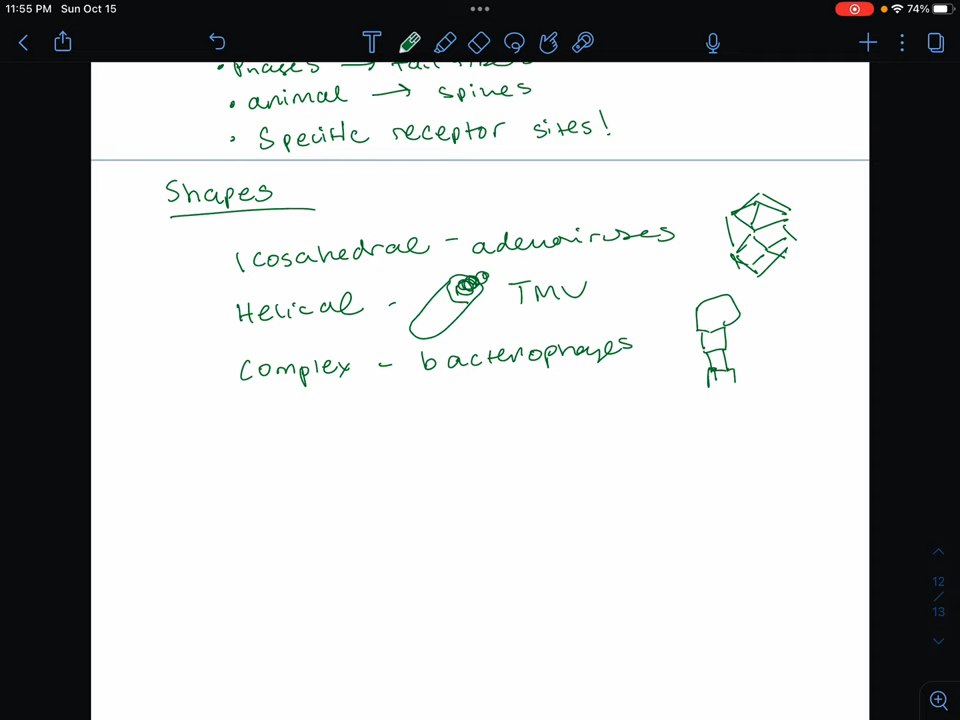 11:55 PM Sun Oct 15
74%
• animal → spines
• Specific receptor sites!
Shapes
Icosahedral - adenoviruses
Helical - TMV
Complex - bacterophages
12
/
13